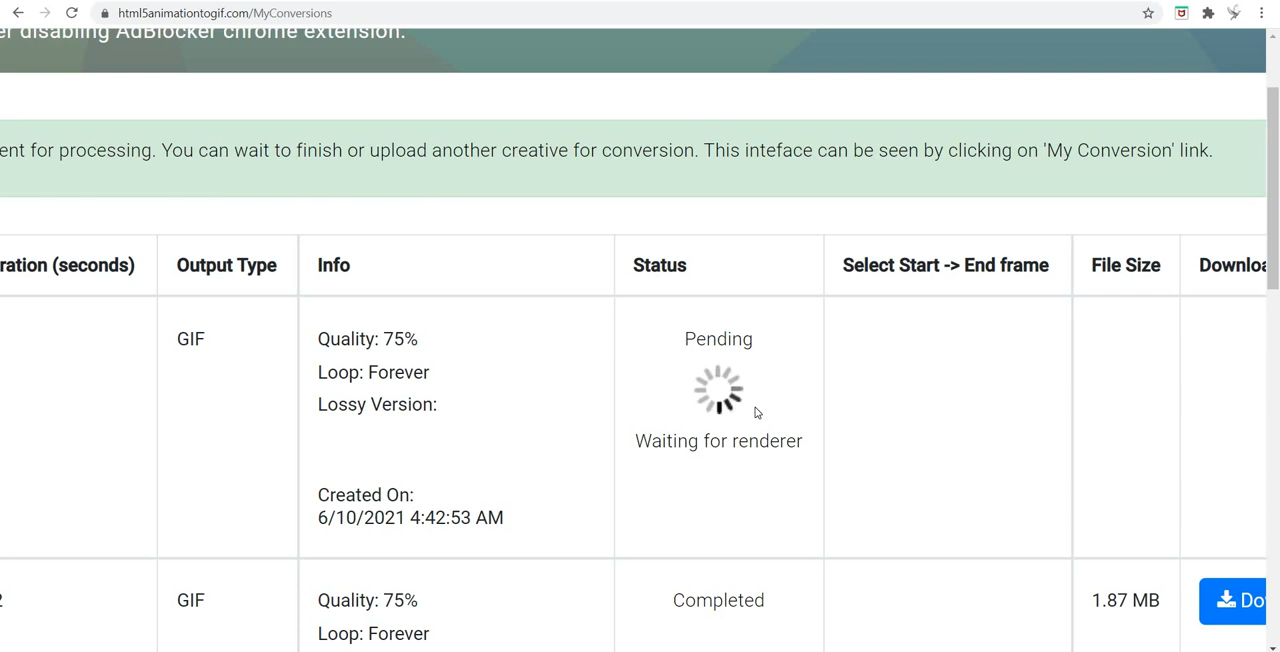 html5animationtogif.com/MyConversions
er disabling AdBlocker chrome extension.
ent for processing. You can wait to finish or upload another creative for conversion. This inteface can be seen by clicking on 'My Conversion' link.
ration (seconds) Output Type Info Status Select Start -> End frame File Size Downloa
GIF Quality: 75% Pending
Loop: Forever
Lossy Version:
Waiting for renderer
Created On:
6/10/2021 4:42:53 AM
2 GIF Quality: 75% Completed 1.87 MB Do
Loop: Forever